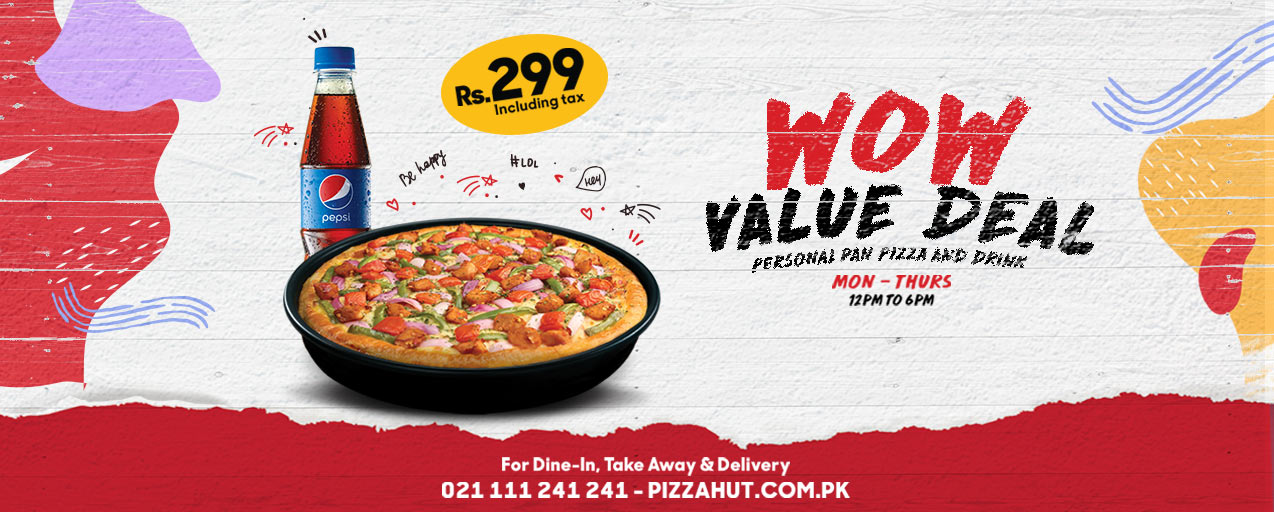 Rs.299
Including tax
Be happy
#LOL
Hey
pepsi
WOW
VALUE DEAL
PERSONAL PAN PIZZA AND DRINK
MON - THURS
12PM TO 6PM
For Dine-In, Take Away & Delivery
021 111 241 241 - PIZZAHUT.COM.PK